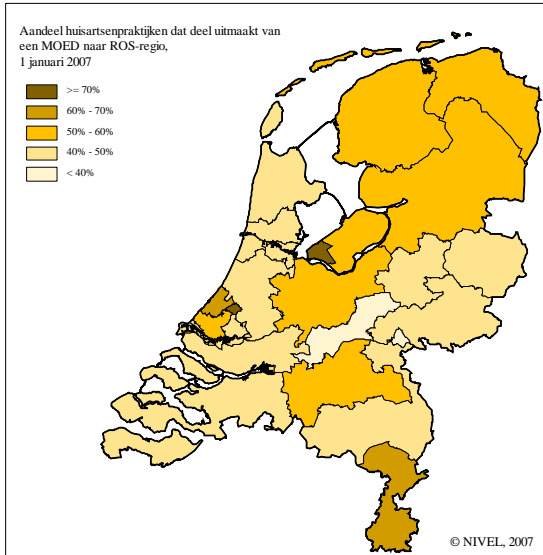 Aandeel huisartsenpraktijken dat deel uitmaakt van
een MOED naar ROS-regio,
1 januari 2007
>= 70%
60% - 70%
50% - 60%
40% - 50%
< 40%
© NIVEL, 2007